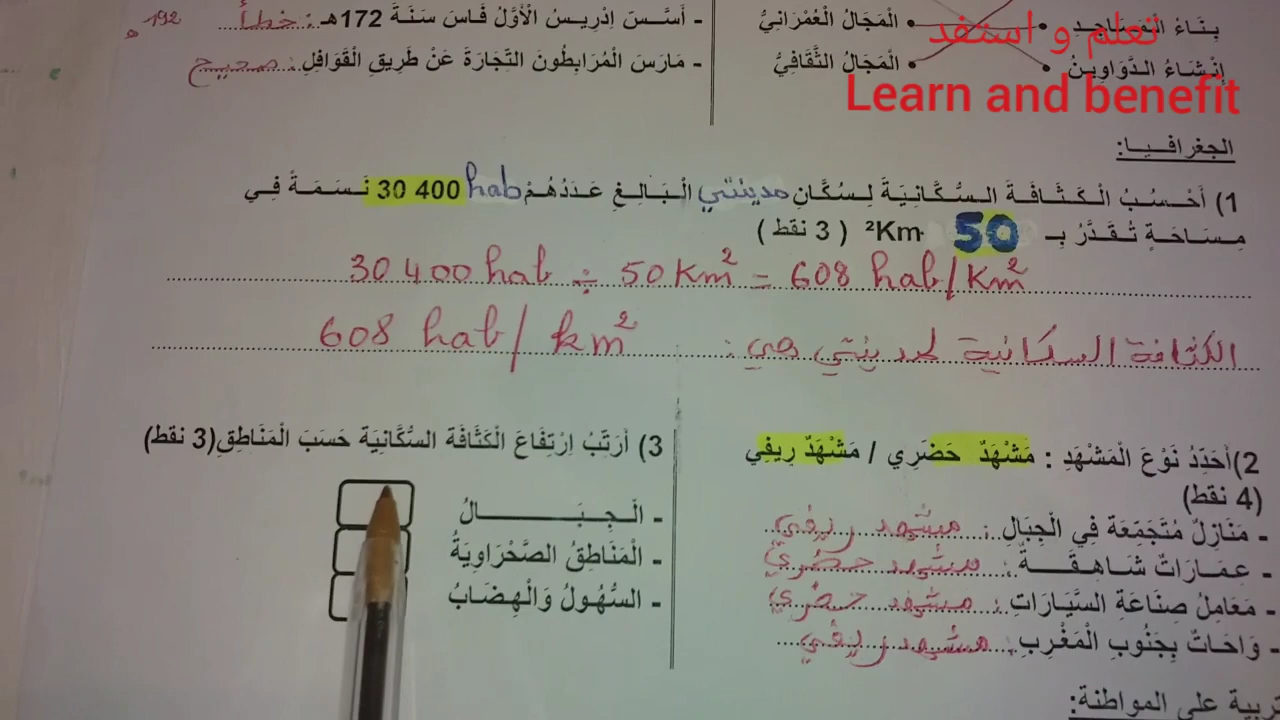 بِنَاءُ الْمَسَاجِدِ • • الْمَجَالُ الْعُمْرَانِيُّ
إِنْشَاءُ الدَّوَاوِينُ • • الْمَجَالُ الثَّقَافِيُّ
تعلم و استفد
Learn and benefit
- أَسَّسَ اِدْرِيسُ الْأَوَّلُ فَاسَ سَنَةَ 172هـ : خطأ 192 هـ
- مَارَسَ الْمُرَابِطُونَ التِّجَارَةَ عَنْ طَرِيقِ الْقَوَافِلِ : صحيح
الجغرافيا:
1) أَحْسُبُ الْكَثَافَةَ السُّكَّانِيَةَ لِسُكَّانِ مدينتي الْبَالِغِ عَدَدُهُمْ hab 30 400 نَسَمَةً فِي
مِسَاحَةٍ تُقَدَّرُ بِـ 50 Km² ( 3 نقط )
30 400 hab ÷ 50 Km² = 608 hab/Km²
الكثافة السكانية لمدينتي هي : 608 hab/km²
2)أُحَدِّدُ نَوْعَ الْمَشْهَدِ : مَشْهَدٌ حَضَرِي / مَشْهَدٌ رِيفِي
(4 نقط)
- مَنَازِلٌ مُتَجَمِّعَة فِي الْجِبَالِ : مشهد ريفي
- عِمَارَاتٌ شَاهِقَةٌ : مشهد حضري
- مَعَامِلُ صِنَاعَةِ السَّيَارَاتِ : مشهد حضري
- وَاحَاتٌ بِجَنُوبِ الْمَغْرِبِ : مشهد ريفي
3) أُرَتِّبُ اِرْتِفَاعَ الْكَثَافَة السُّكَّانِيَّة حَسَبَ الْمَنَاطِقِ(3 نقط)
- الْجِبَالُ
- الْمَنَاطِقُ الصَّحْرَاوِيَةُ
- السُّهُولُ وَالْهِضَابُ
تربية على المواطنة: